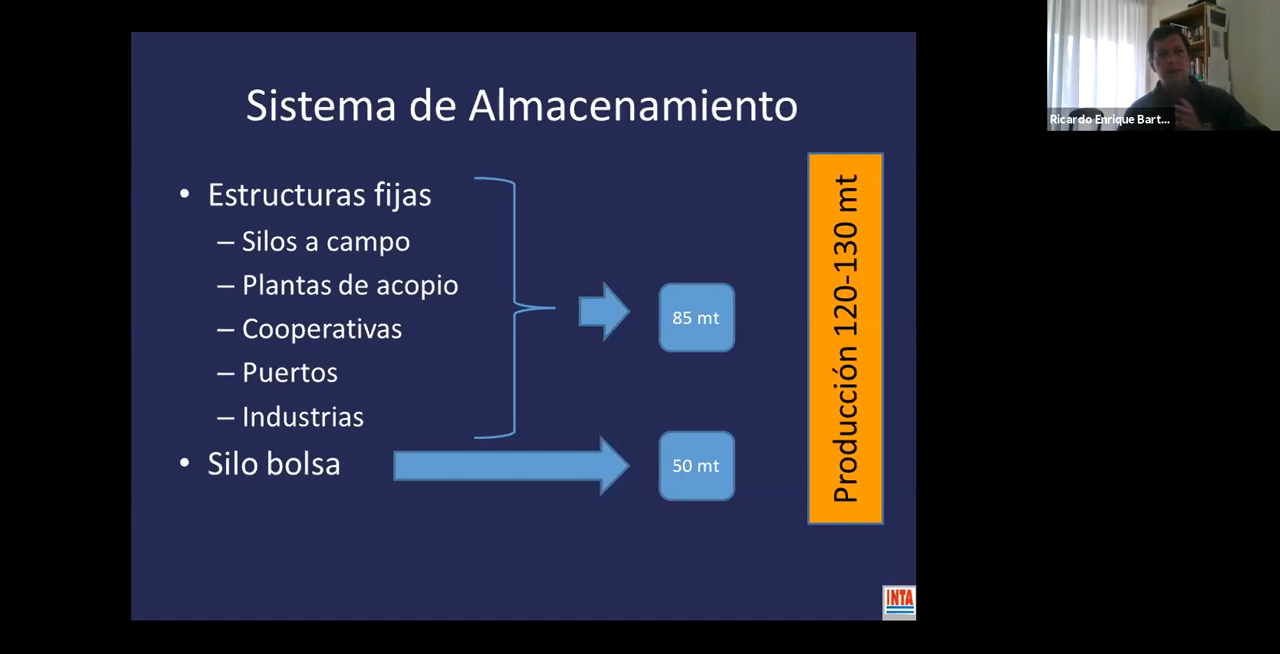 Sistema de Almacenamiento
• Estructuras fijas
– Silos a campo
– Plantas de acopio
– Cooperativas
– Puertos
– Industrias
• Silo bolsa
85 mt
50 mt
Producción 120-130 mt
INTA
Ricardo Enrique Bart...